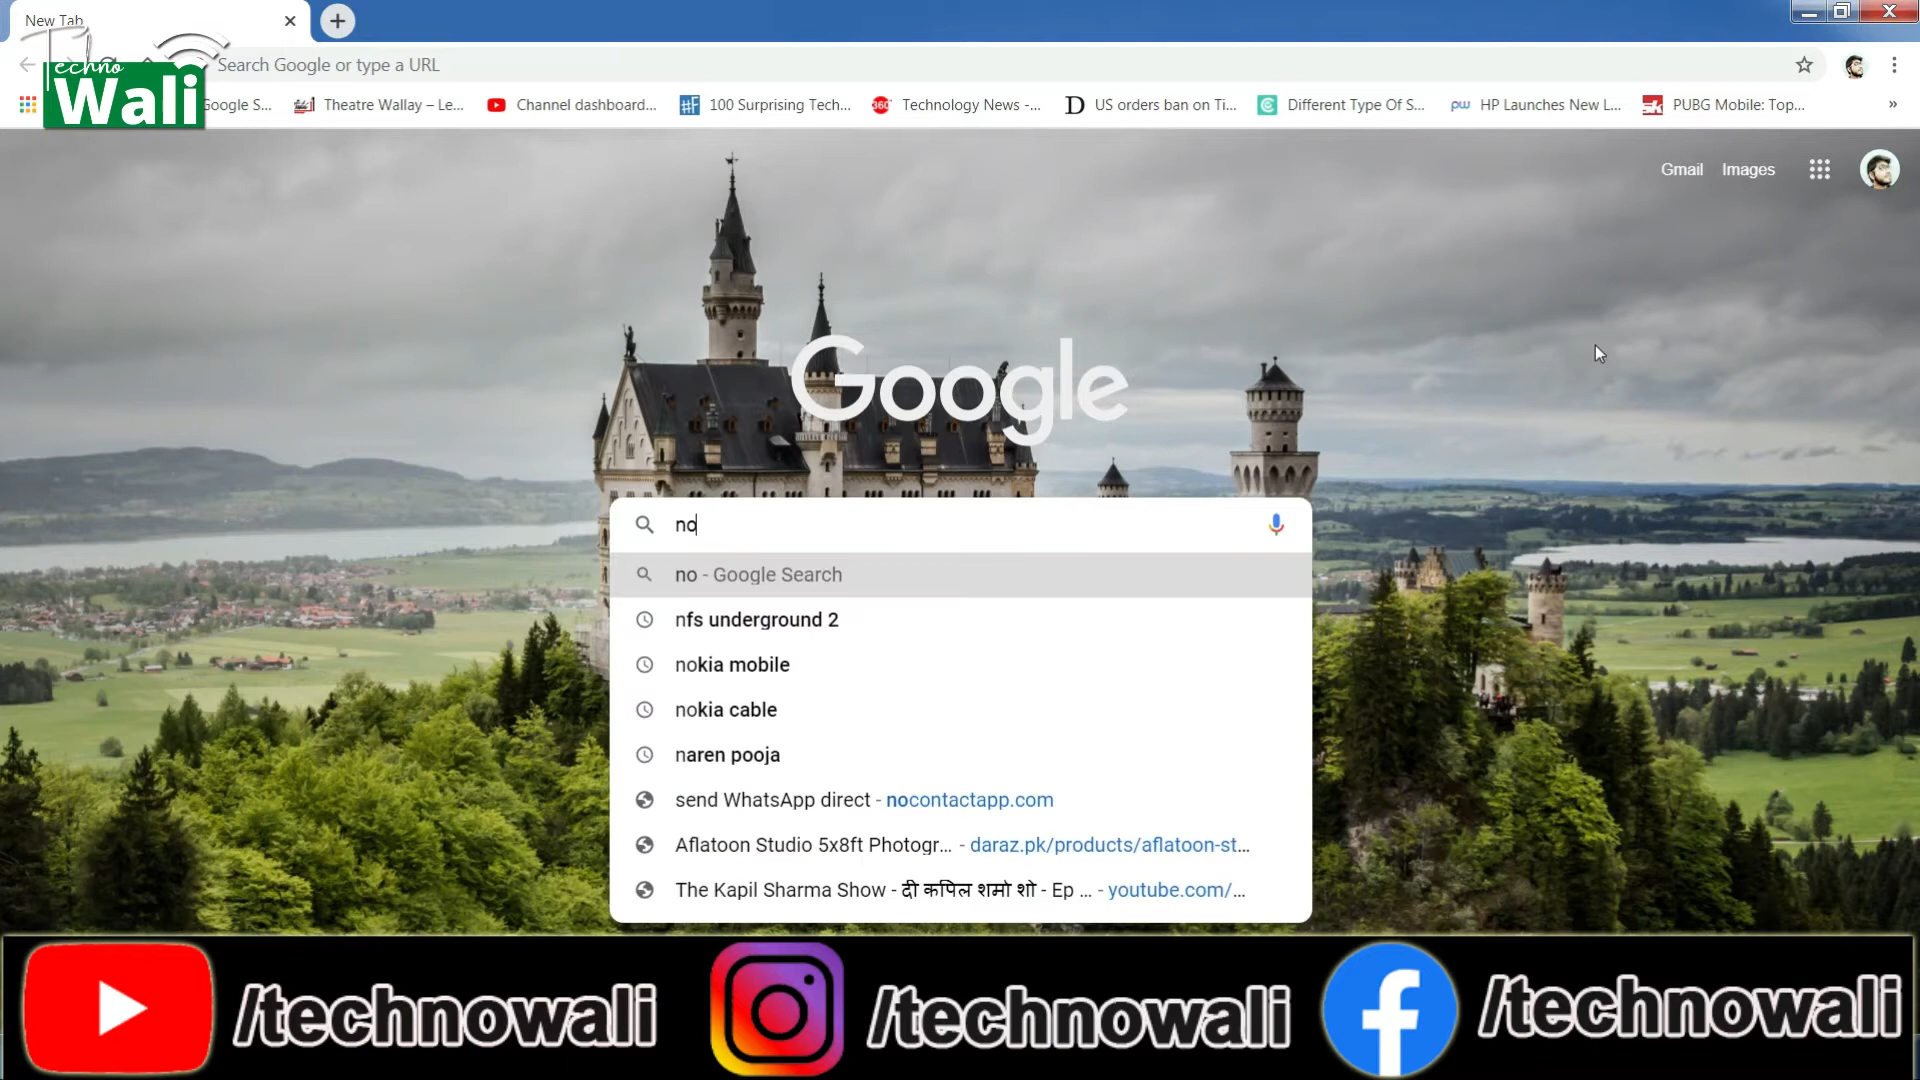 New Tab
Techno
Wali
Search Google or type a URL
Google S...
Theatre Wallay – Le...
Channel dashboard...
#F
100 Surprising Tech...
360
Technology News -...
D
US orders ban on Ti...
Different Type Of S...
pw
HP Launches New L...
sk
PUBG Mobile: Top...
»
Gmail
Images
Google
no
no - Google Search
nfs underground 2
nokia mobile
nokia cable
naren pooja
send WhatsApp direct - nocontactapp.com
Aflatoon Studio 5x8ft Photogr... - daraz.pk/products/aflatoon-st...
The Kapil Sharma Show - दी कपिल शर्मा शो - Ep ... - youtube.com/...
/technowali
/technowali
/technowali